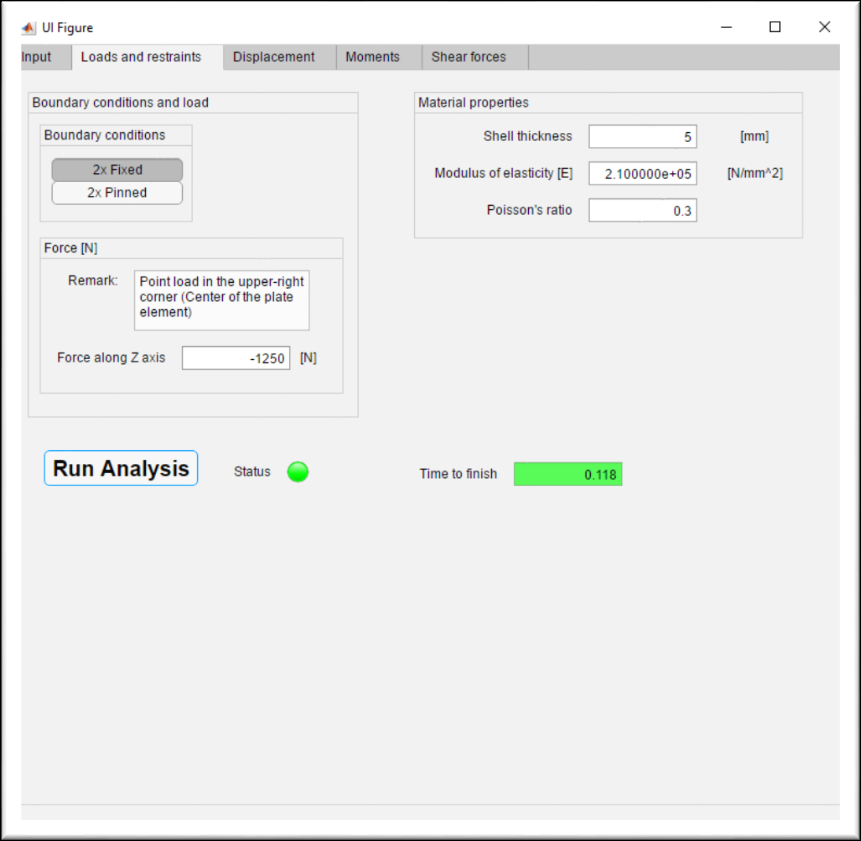 UI Figure
Input
Loads and restraints
Displacement
Moments
Shear forces
Boundary conditions and load
Boundary conditions
2x Fixed
2x Pinned
Force [N]
Remark:
Point load in the upper-right
corner (Center of the plate
element)
Force along Z axis
-1250
[N]
Material properties
Shell thickness
5
[mm]
Modulus of elasticity [E]
2.100000e+05
[N/mm^2]
Poisson's ratio
0.3
Run Analysis
Status
Time to finish
0.118